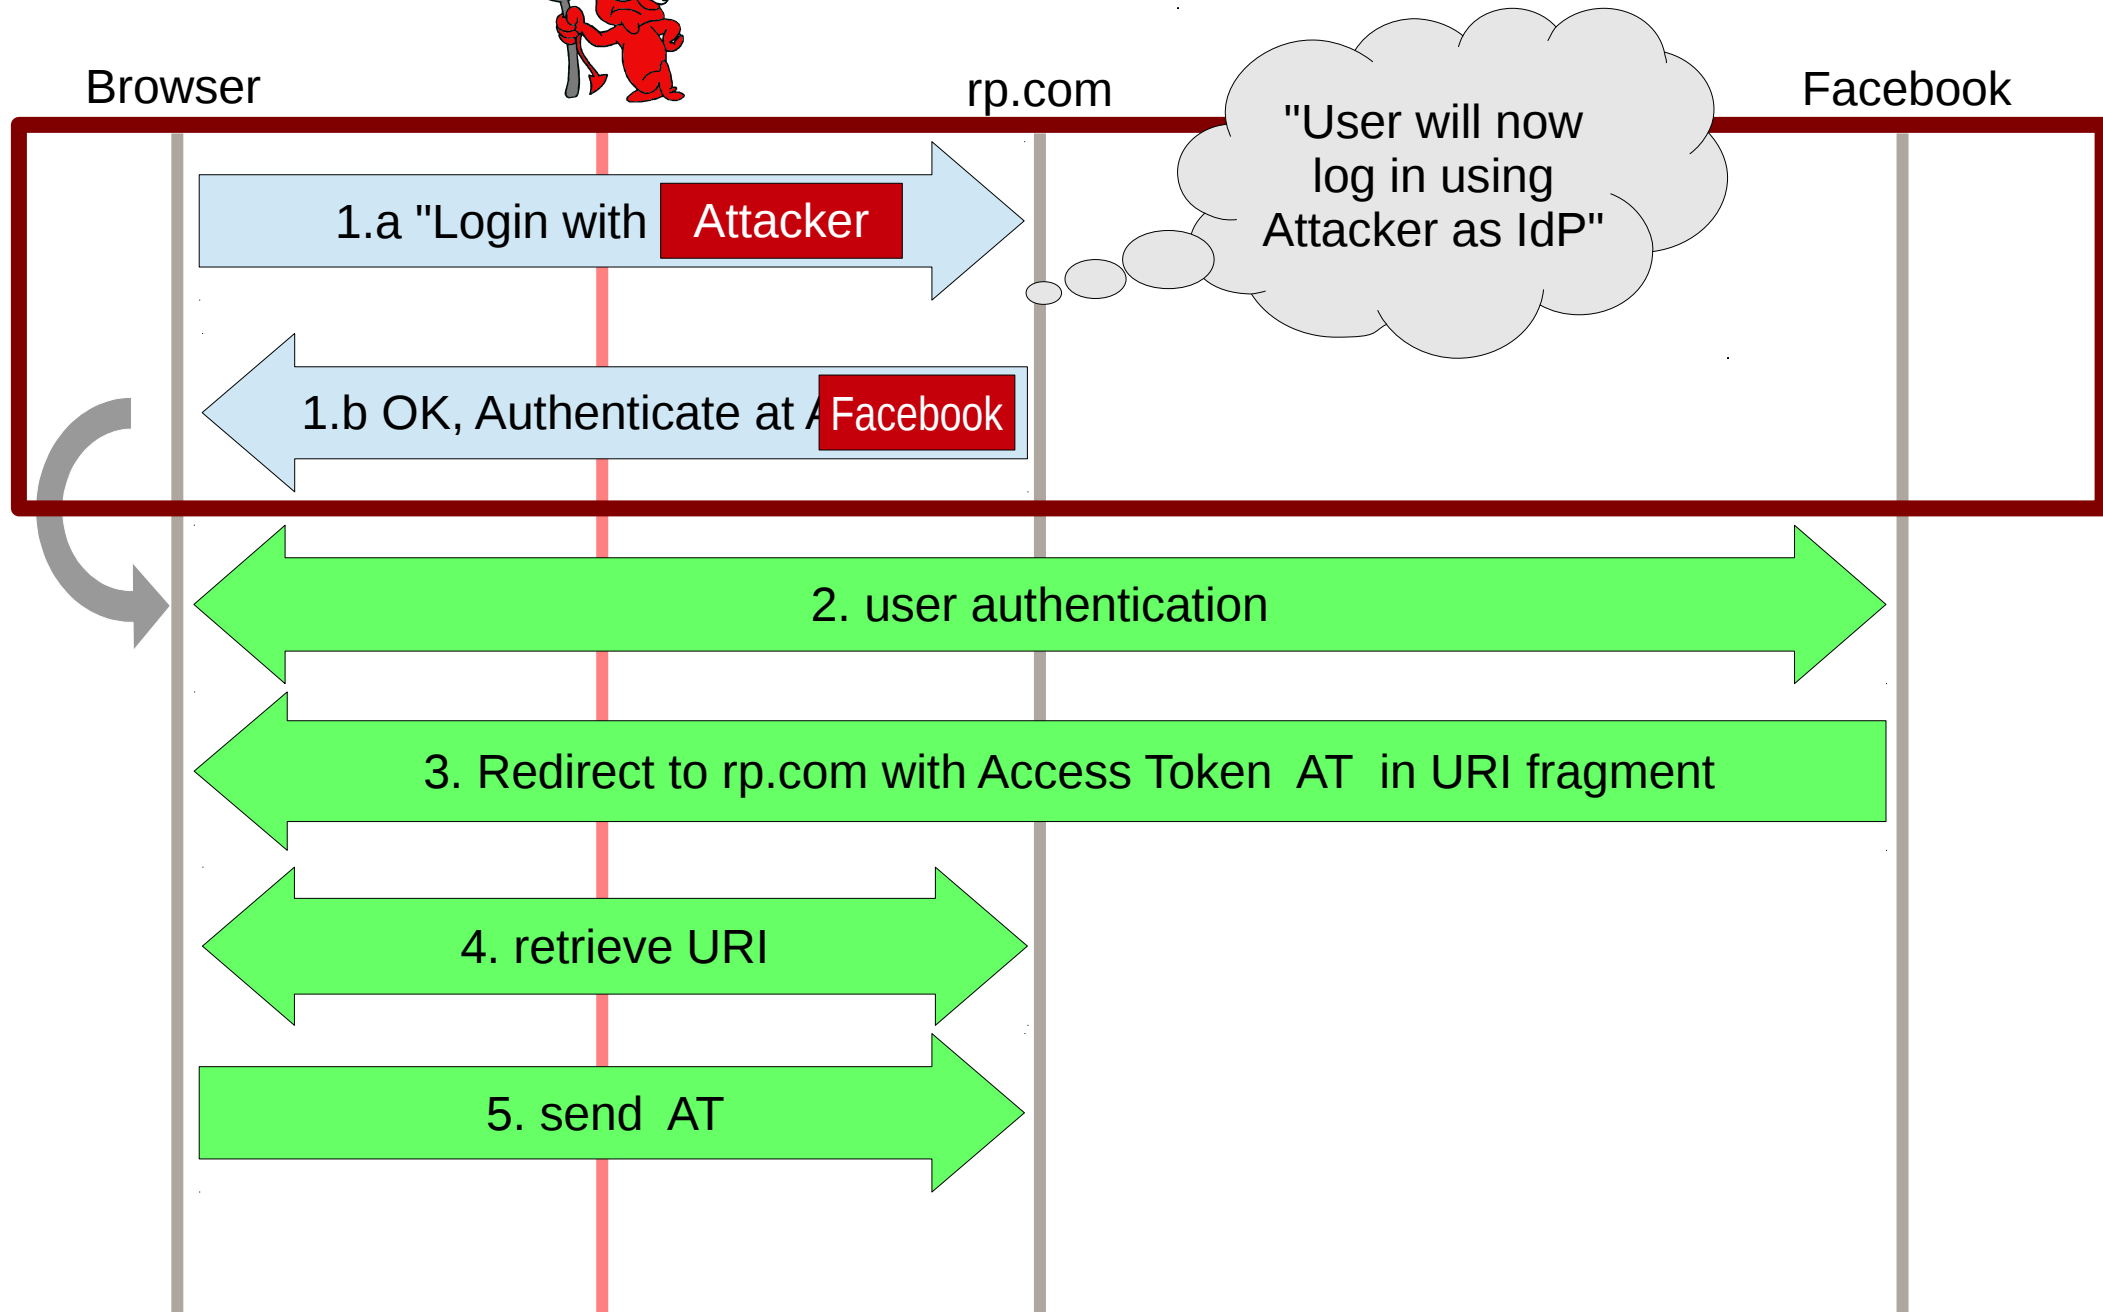 Browser
rp.com
Facebook
"User will now
log in using
Attacker as IdP"
1.a "Login with Attacker
1.b OK, Authenticate at A Facebook
2. user authentication
3. Redirect to rp.com with Access Token AT in URI fragment
4. retrieve URI
5. send AT